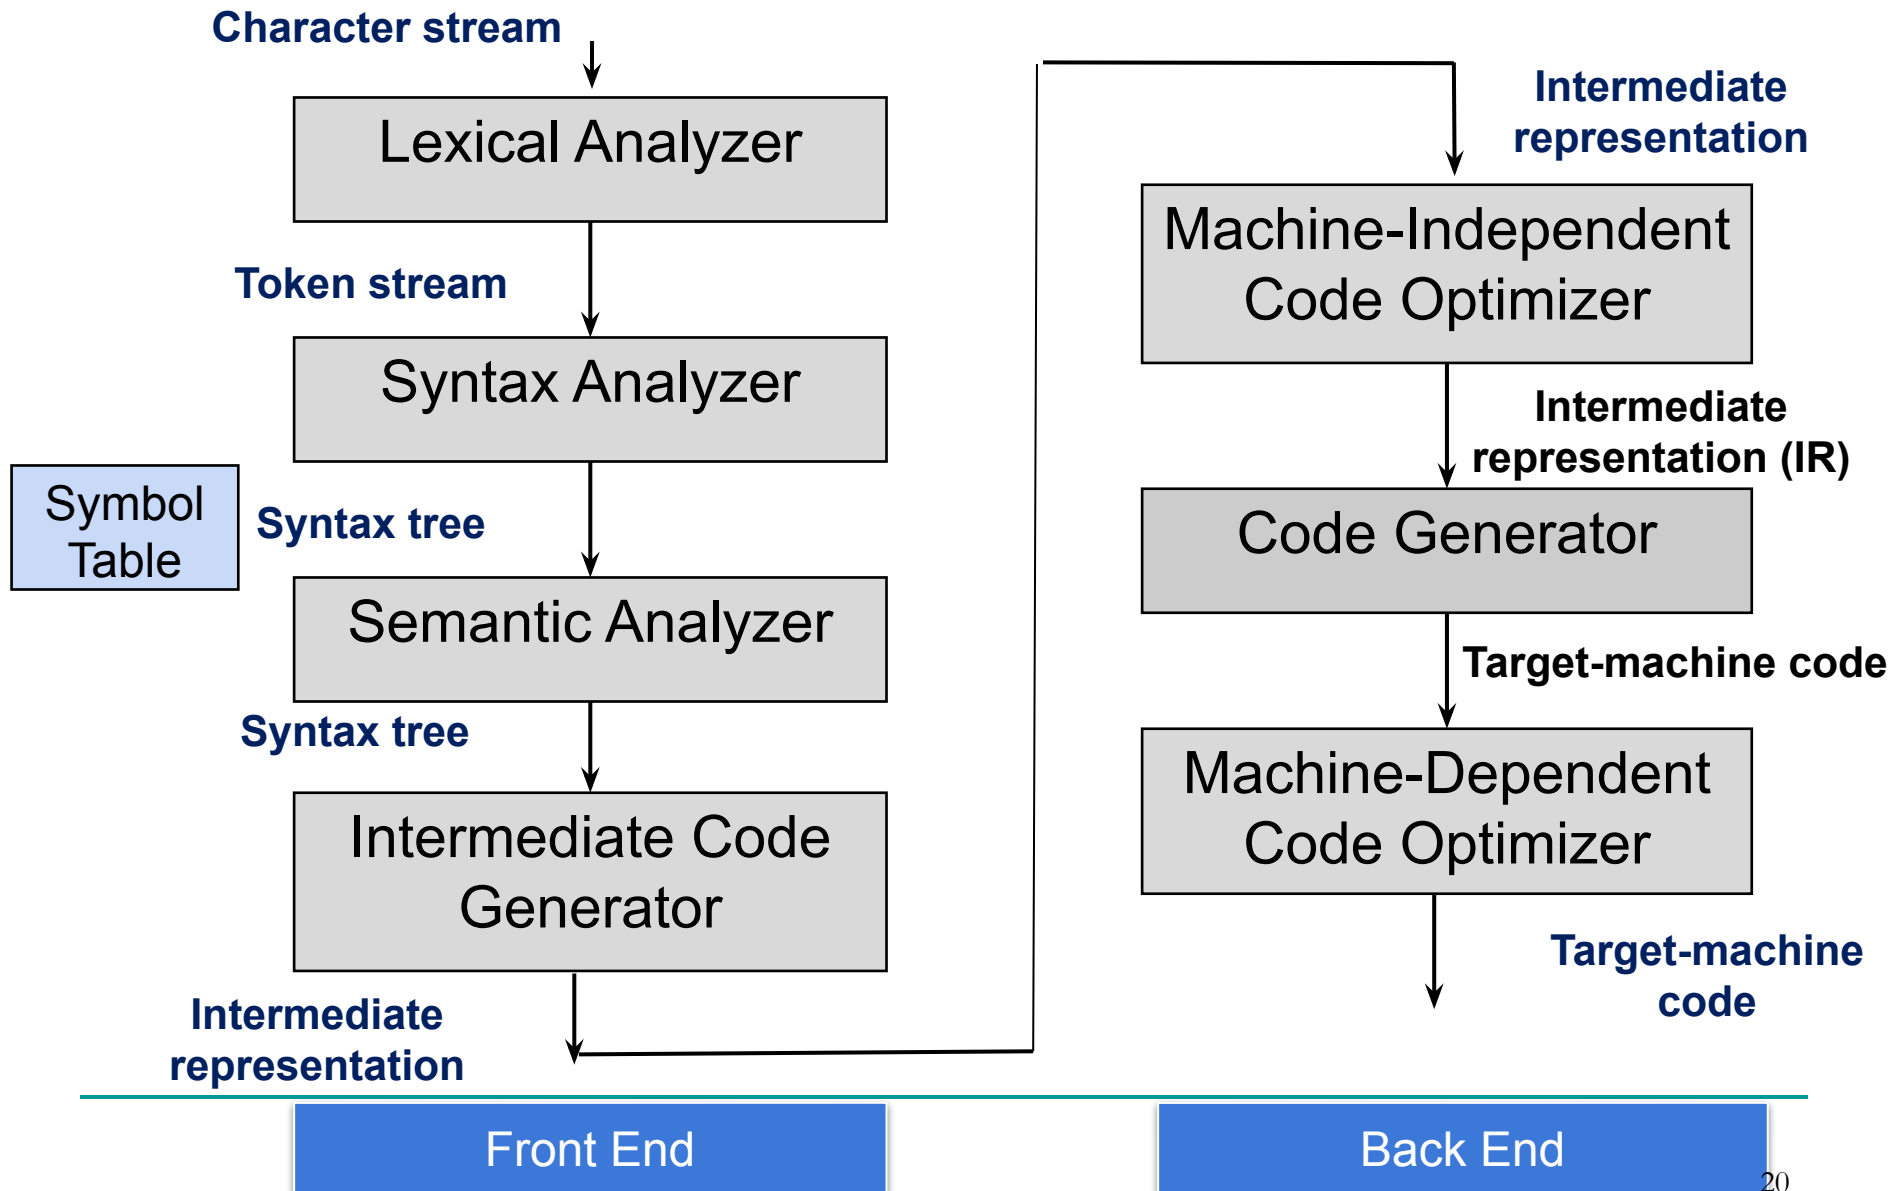 Character stream
Lexical Analyzer
Token stream
Syntax Analyzer
Symbol
Table
Syntax tree
Semantic Analyzer
Syntax tree
Intermediate Code
Generator
Intermediate
representation
Front End
Intermediate
representation
Machine-Independent
Code Optimizer
Intermediate
representation (IR)
Code Generator
Target-machine code
Machine-Dependent
Code Optimizer
Target-machine
code
Back End
20